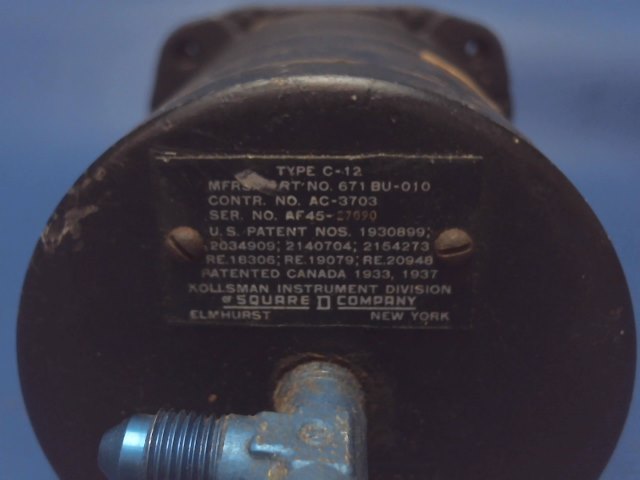 TYPE C-12
MFRS. PART NO. 671 BU-010
CONTR. NO. AC-3703
SER. NO. AF45-27690
U.S. PATENT NOS. 1930899;
2034909; 2140704; 2154273
RE.18306; RE.19079; RE.20948
PATENTED CANADA 1933, 1937
KOLLSMAN INSTRUMENT DIVISION
OF SQUARE D COMPANY
ELMHURST NEW YORK